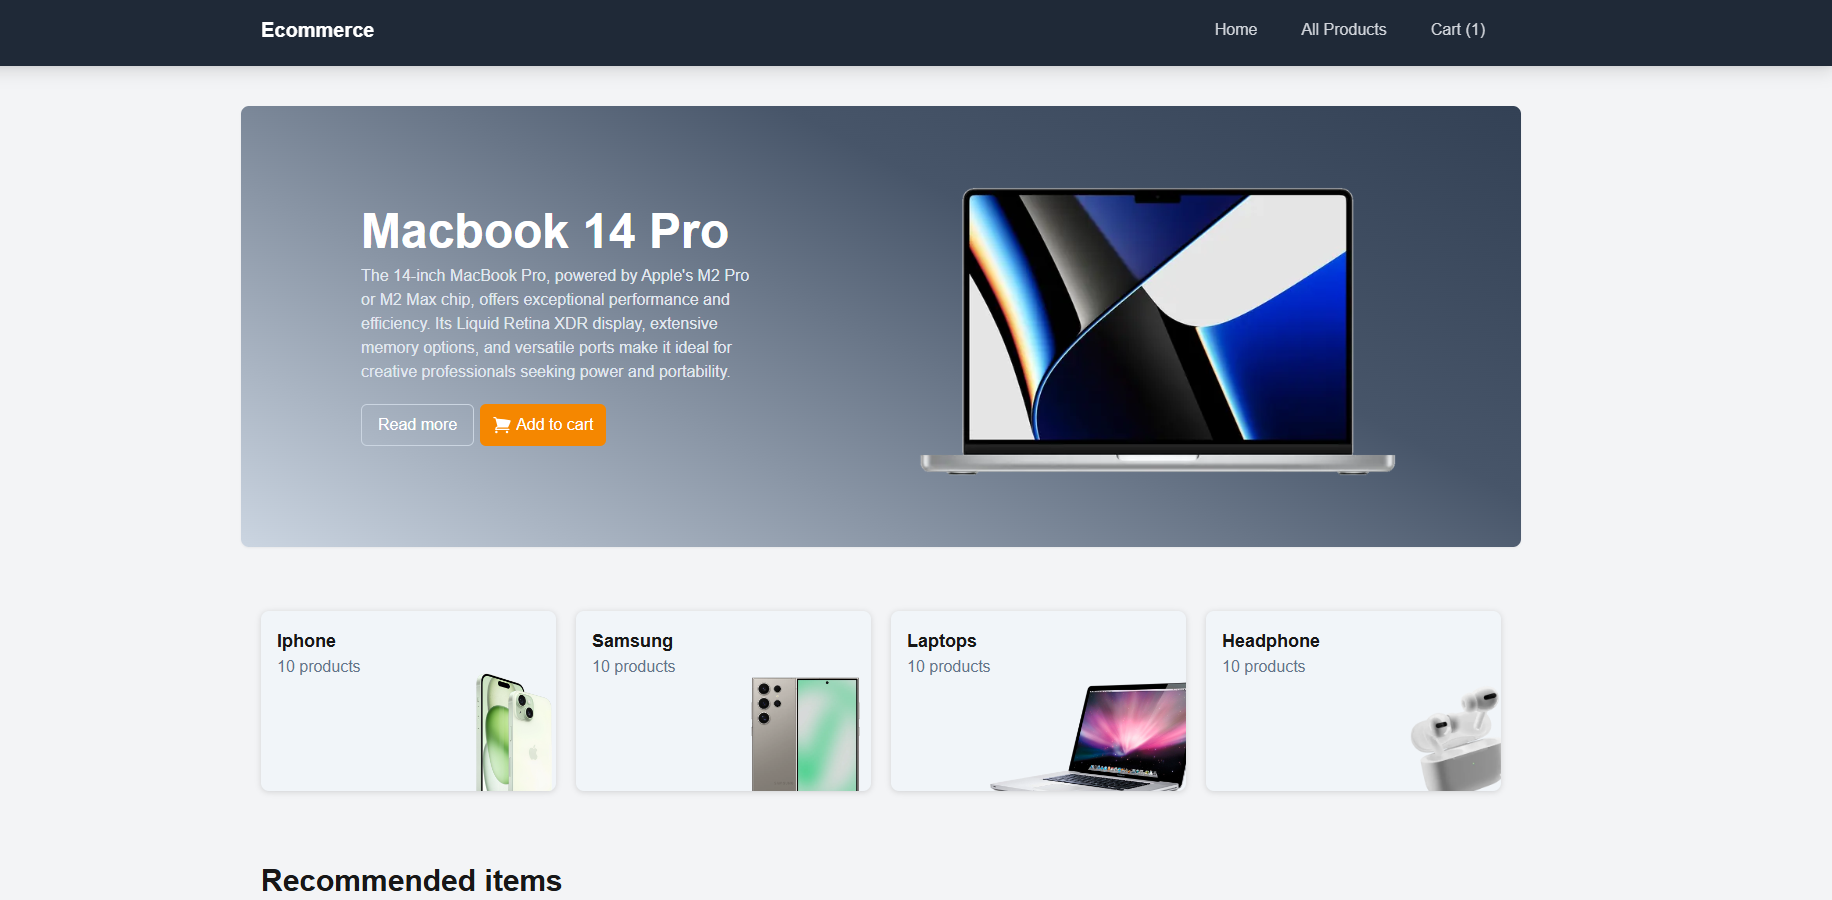 Ecommerce
Home
All Products
Cart (1)
Macbook 14 Pro
The 14-inch MacBook Pro, powered by Apple's M2 Pro
or M2 Max chip, offers exceptional performance and
efficiency. Its Liquid Retina XDR display, extensive
memory options, and versatile ports make it ideal for
creative professionals seeking power and portability.
Read more
Add to cart
Iphone
10 products
Samsung
10 products
Laptops
10 products
Headphone
10 products
Recommended items